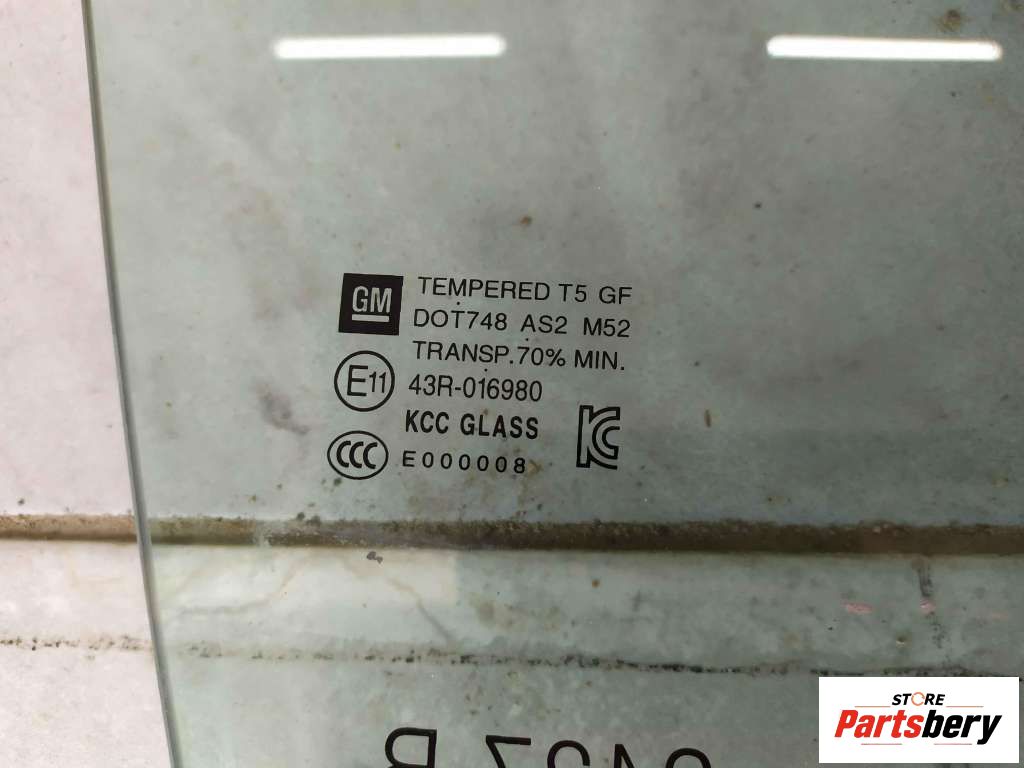 GM
TEMPERED T5 GF
DOT748 AS2 M52
TRANSP.70% MIN.
E11 43R-016980
KCC GLASS
KC
CCC E000008
STORE
Partsbery